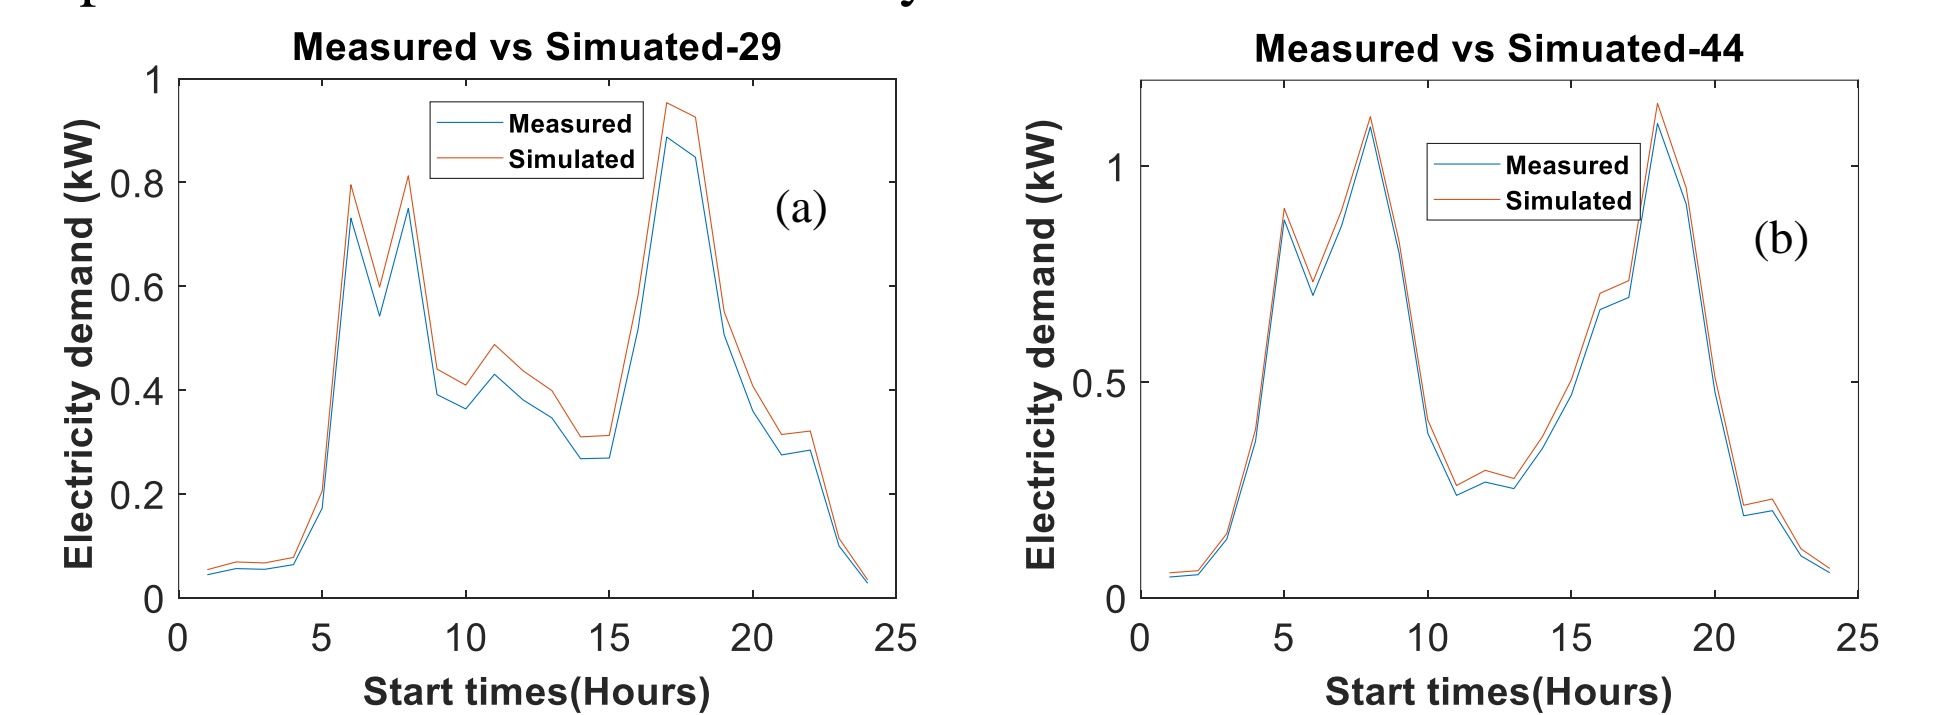 Measured vs Simuated-29
1
0.8
0.6
0.4
0.2
0
Electricity demand (kW)
Measured
Simulated
(a)
0 5 10 15 20 25
Start times(Hours)
Measured vs Simuated-44
1
0.5
0
Electricity demand (kW)
Measured
Simulated
(b)
0 5 10 15 20 25
Start times(Hours)